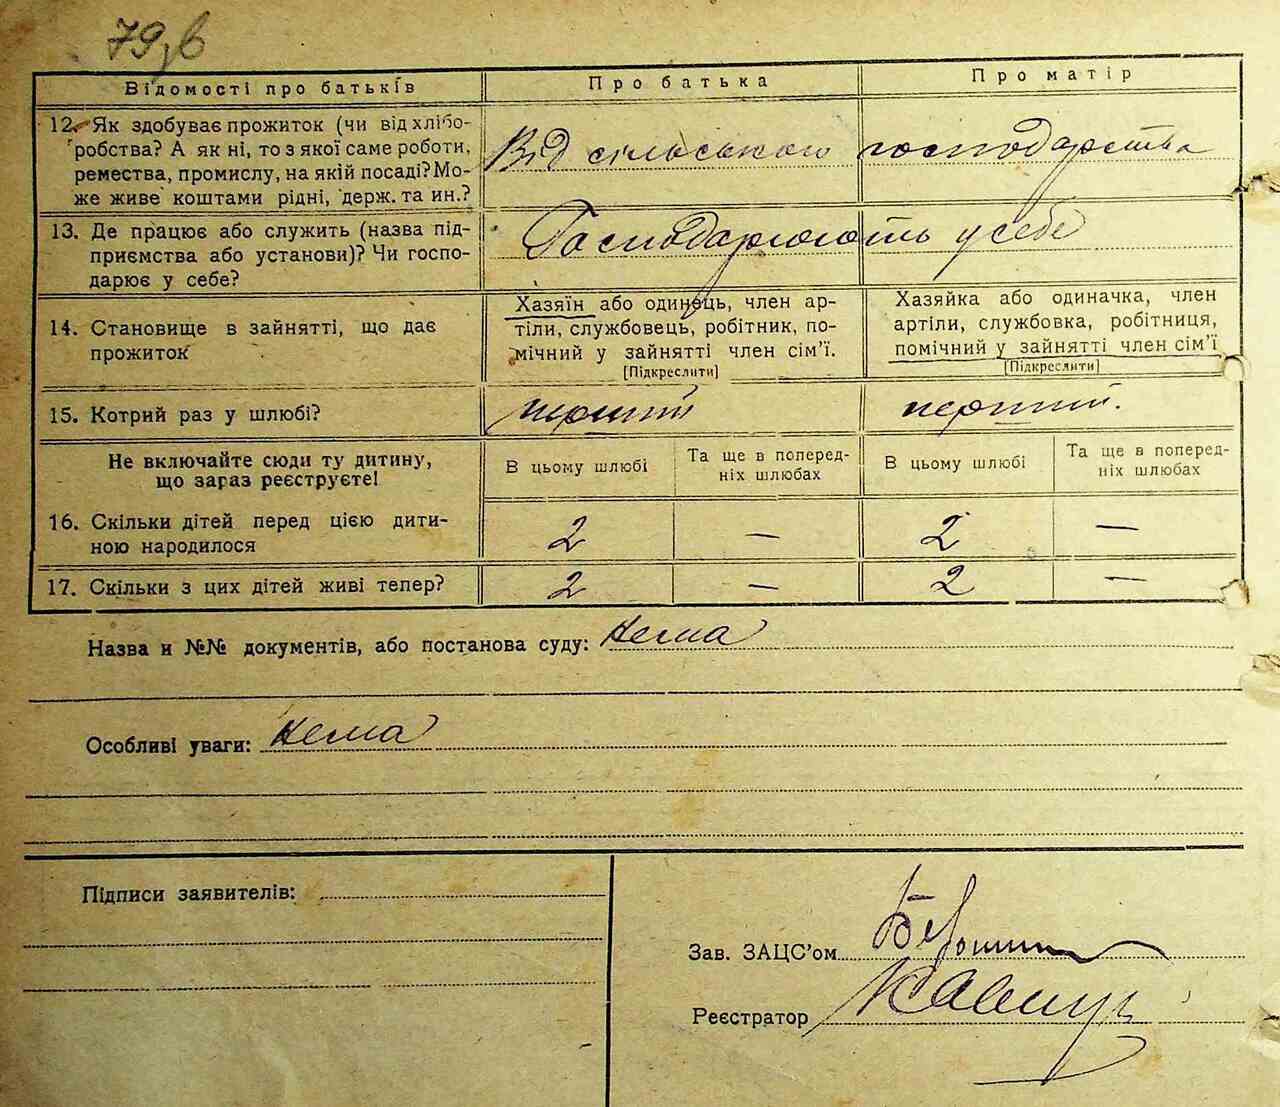 79,б
Відомості про батьків
Про батька
Про матір
12. Як здобуває прожиток (чи від хлібо-
робства? А як ні, то з якої саме роботи,
ремества, промислу, на якій посаді? Мо-
же живе коштами рідні, держ. та ин.?
Від сільського господарства
13. Де працює або служить (назва під-
приємства або установи)? Чи госпо-
дарює у себе?
Господарюють у себе
14. Становище в зайнятті, що дає
прожиток
Хазяїн або одинець, член ар-
тіли, службовець, робітник, по-
мічний у зайнятті член сім’ї.
[Підкреслити]
Хазяйка або одиначка, член
артіли, службовка, робітниця,
помічний у зайнятті член сім’ї
[Підкреслити]
15. Котрий раз у шлюбі?
перший
перший.
Не включайте сюди ту дитину,
що зараз реєструєте!
В цьому шлюбі
Та ще в поперед-
ніх шлюбах
В цьому шлюбі
Та ще в поперед-
ніх шлюбах
16. Скільки дітей перед цією дити-
ною народилося
2 — 2 —
17. Скільки з цих дітей живі тепер?
2 — 2 —
Назва и №№ документів, або постанова суду: Нема
Особливі уваги: Нема
Підписи заявителів:
Зав. ЗАЦС’ом
Реєстратор